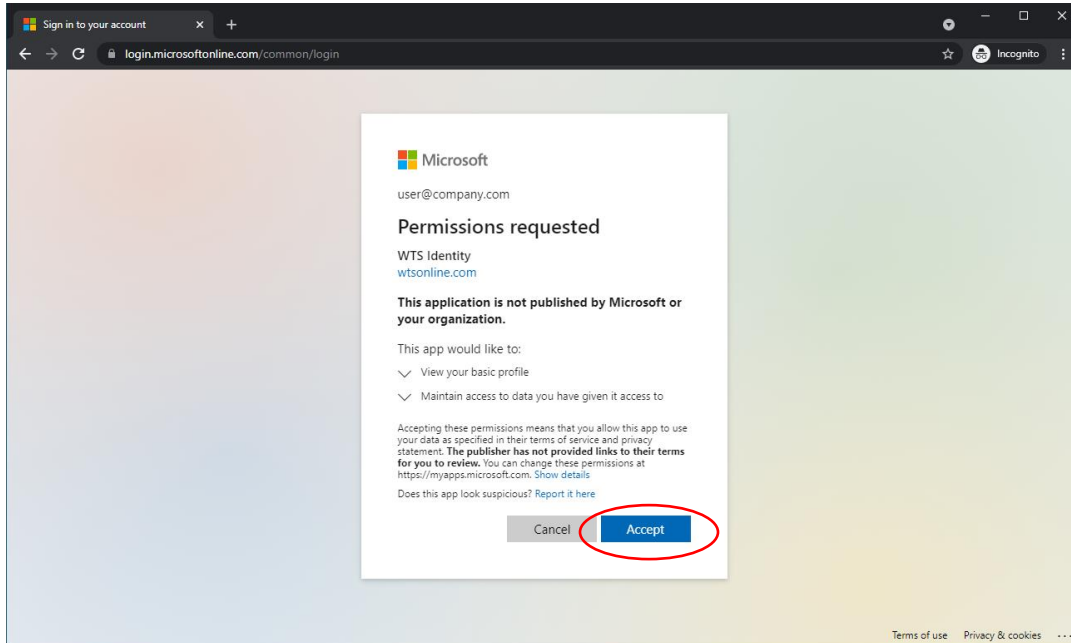 Sign in to your account
login.microsoftonline.com/common/login
Incognito
Microsoft
user@company.com
Permissions requested
WTS Identity
wtsonline.com
This application is not published by Microsoft or
your organization.
This app would like to:
View your basic profile
Maintain access to data you have given it access to
Accepting these permissions means that you allow this app to use
your data as specified in their terms of service and privacy
statement. The publisher has not provided links to their terms
for you to review. You can change these permissions at
https://myapps.microsoft.com. Show details
Does this app look suspicious? Report it here
Cancel Accept
Terms of use Privacy & cookies ...